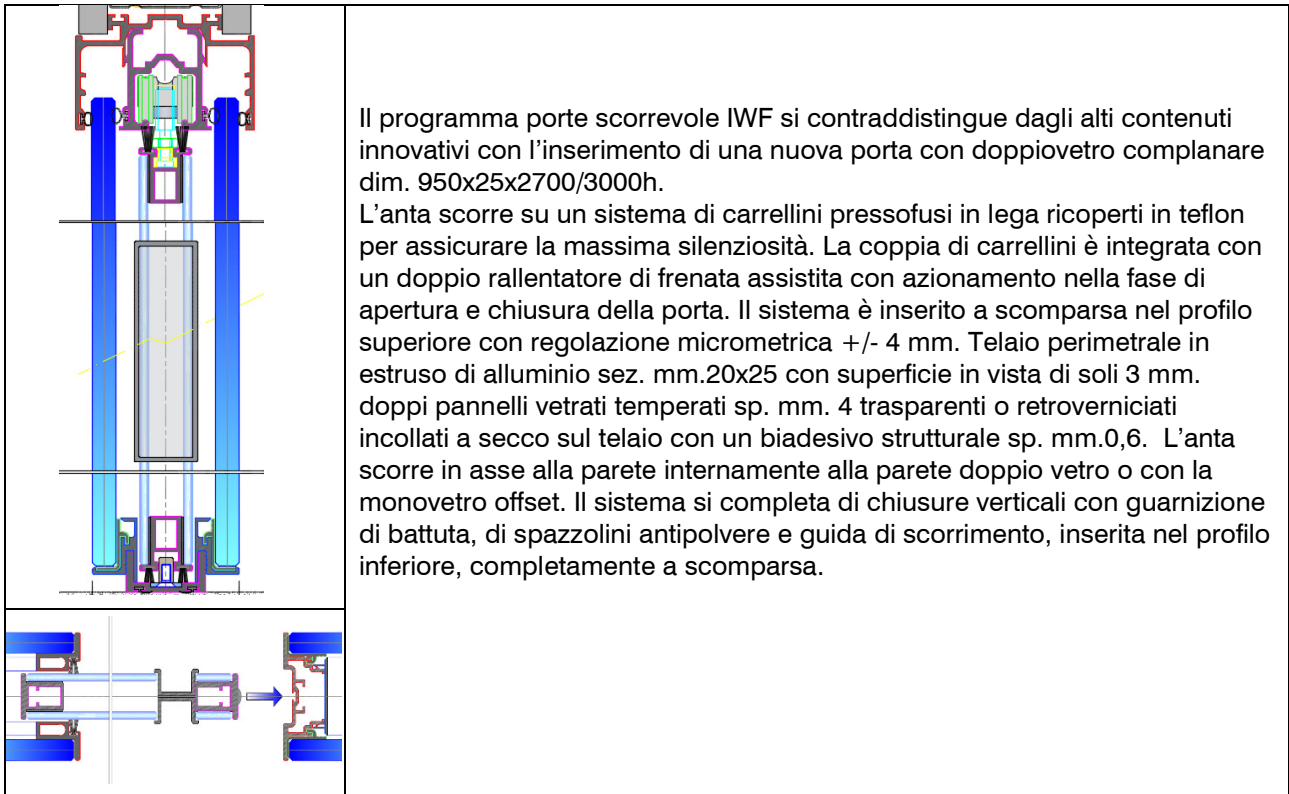 Il programma porte scorrevole IWF si contraddistingue dagli alti contenuti
innovativi con l'inserimento di una nuova porta con doppiovetro complanare
dim. 950x25x2700/3000h.
L'anta scorre su un sistema di carrellini pressofusi in lega ricoperti in teflon
per assicurare la massima silenziosità. La coppia di carrellini è integrata con
un doppio rallentatore di frenata assistita con azionamento nella fase di
apertura e chiusura della porta. Il sistema è inserito a scomparsa nel profilo
superiore con regolazione micrometrica +/- 4 mm. Telaio perimetrale in
estruso di alluminio sez. mm.20x25 con superficie in vista di soli 3 mm.
doppi pannelli vetrati temperati sp. mm. 4 trasparenti o retroverniciati
incollati a secco sul telaio con un biadesivo strutturale sp. mm.0,6.  L'anta
scorre in asse alla parete internamente alla parete doppio vetro o con la
monovetro offset. Il sistema si completa di chiusure verticali con guarnizione
di battuta, di spazzolini antipolvere e guida di scorrimento, inserita nel profilo
inferiore, completamente a scomparsa.